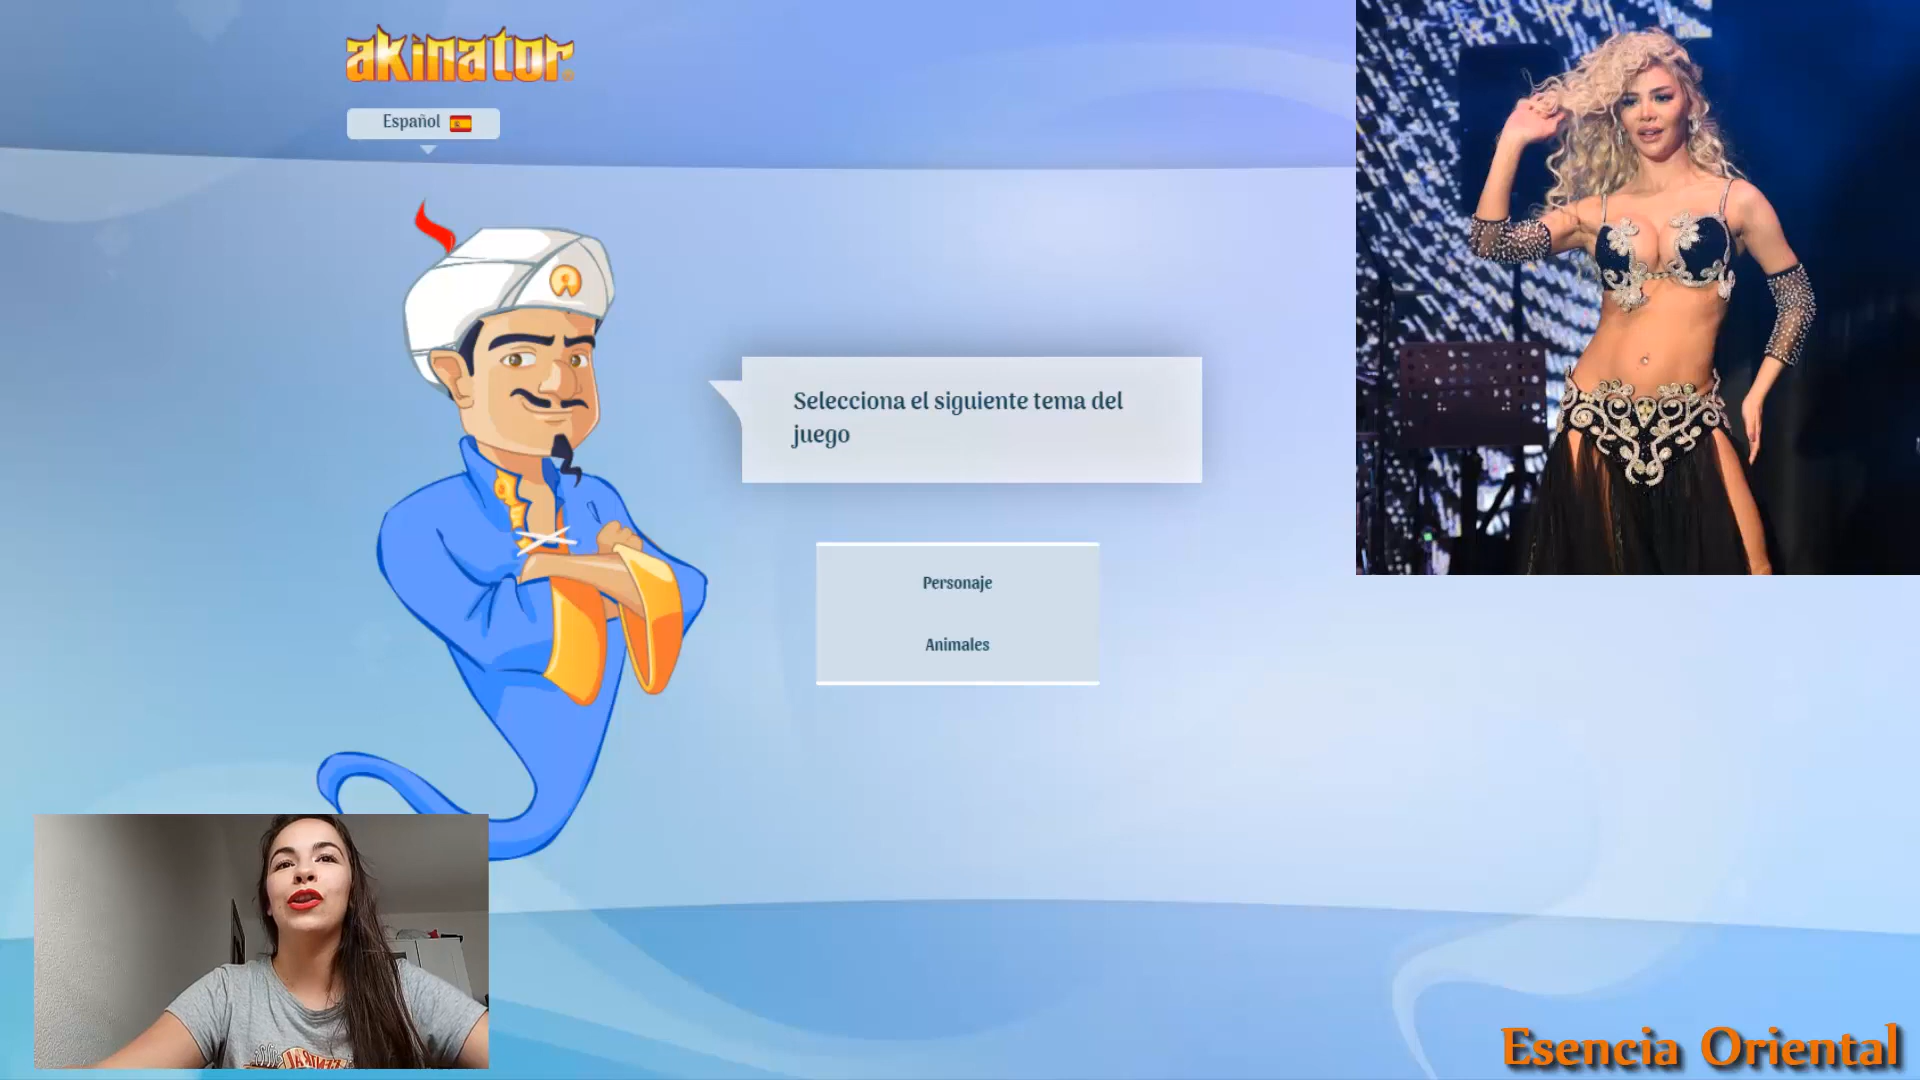 akinator
Español
Selecciona el siguiente tema del
juego
Personaje
Animales
Esencia Oriental